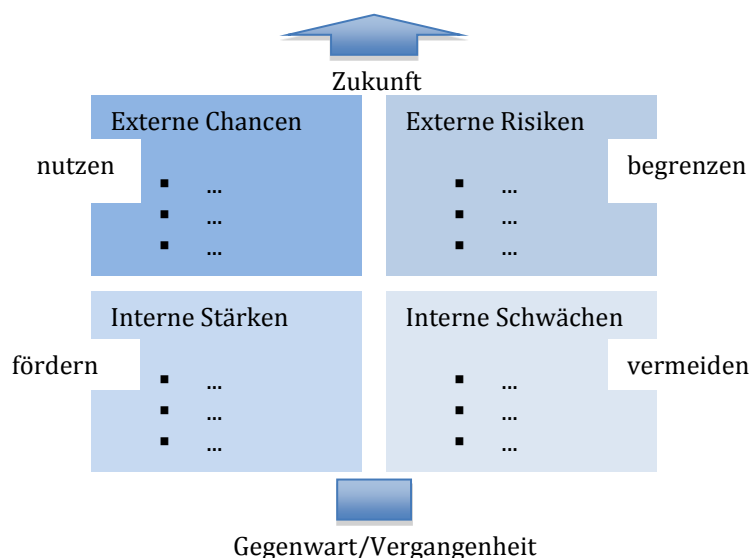 Zukunft
Externe Chancen
nutzen
▪ ...
▪ ...
▪ ...
Externe Risiken
begrenzen
▪ ...
▪ ...
▪ ...
Interne Stärken
fördern
▪ ...
▪ ...
▪ ...
Interne Schwächen
vermeiden
▪ ...
▪ ...
▪ ...
Gegenwart/Vergangenheit